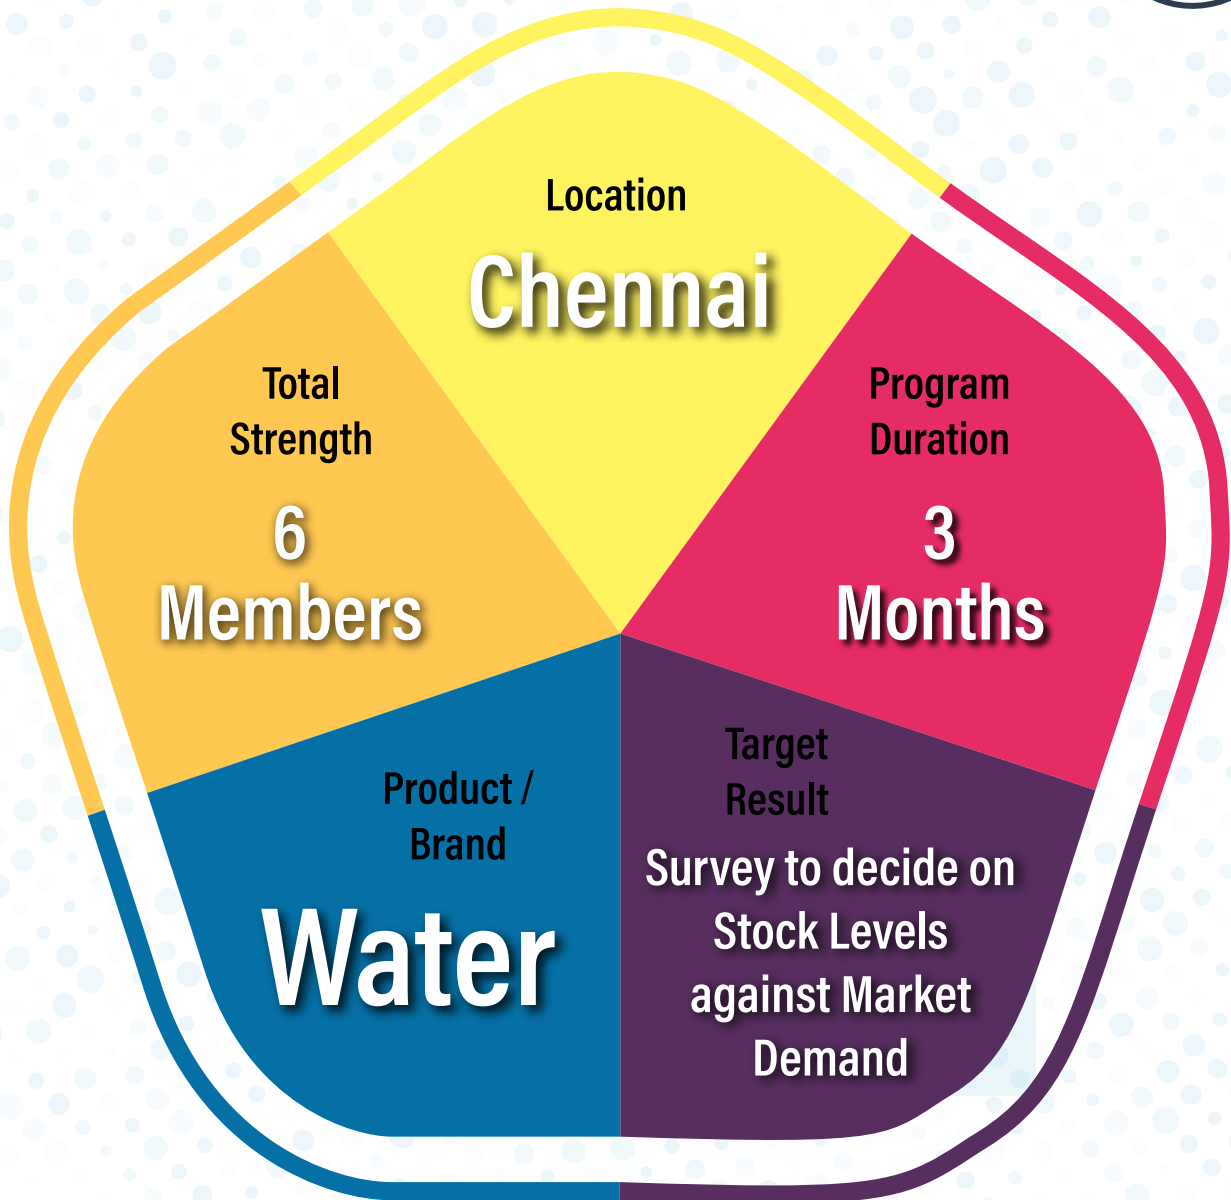 Location
Chennai
Total
Strength
6
Members
Program
Duration
3
Months
Product /
Brand
Water
Target
Result
Survey to decide on
Stock Levels
against Market
Demand